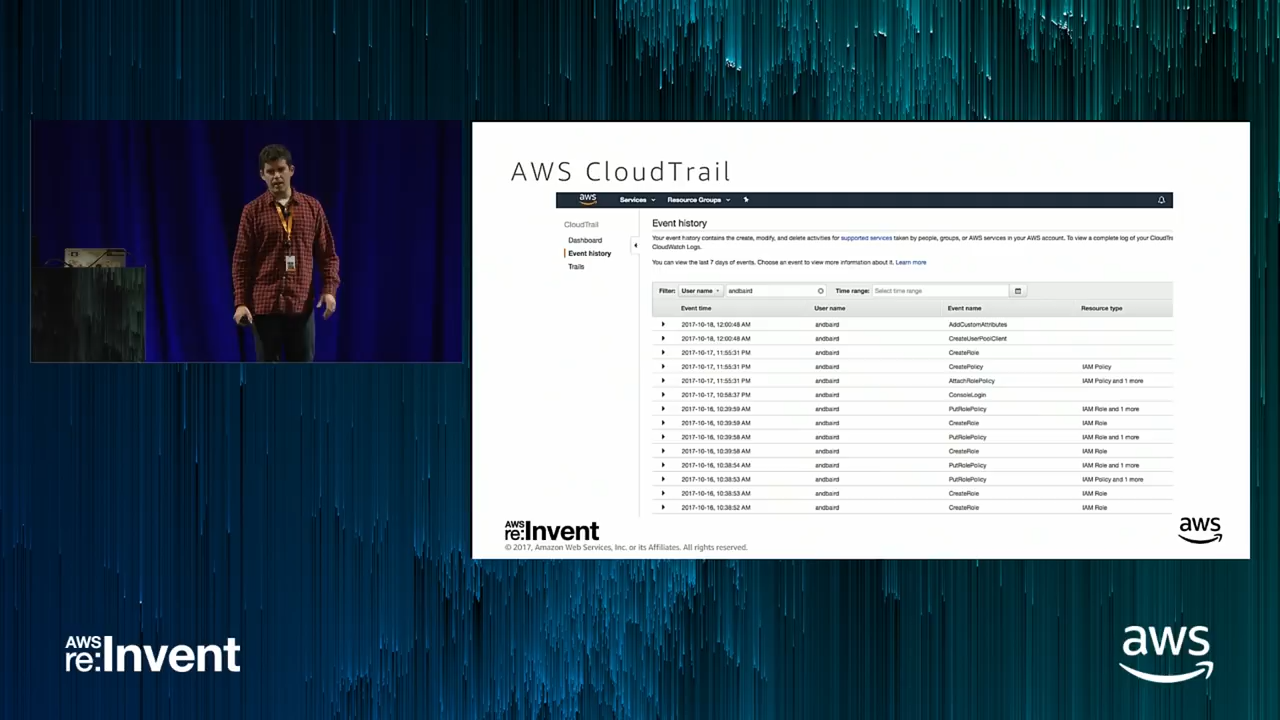 AWS CloudTrail
aws Services Resource Groups
CloudTrail
Dashboard
Event history
Trails
Event history
Your event history contains the create, modify, and delete activities for supported services taken by people, groups, or AWS services in your AWS account. To view a complete log of your CloudTr
CloudWatch Logs.
You can view the last 7 days of events. Choose an event to view more information about it. Learn more
Filter: User name andbaird Time range: Select time range
Event time User name Event name Resource type
2017-10-18, 12:00:48 AM andbaird AddCustomAttributes
2017-10-18, 12:00:48 AM andbaird CreateUserPoolClient
2017-10-17, 11:55:31 PM andbaird CreateRole
2017-10-17, 11:55:31 PM andbaird CreatePolicy IAM Policy
2017-10-17, 11:55:31 PM andbaird AttachRolePolicy IAM Policy and 1 more
2017-10-17, 10:58:37 PM andbaird ConsoleLogin
2017-10-16, 10:39:59 AM andbaird PutRolePolicy IAM Role and 1 more
2017-10-16, 10:39:59 AM andbaird CreateRole IAM Role
2017-10-16, 10:39:58 AM andbaird PutRolePolicy IAM Role and 1 more
2017-10-16, 10:39:58 AM andbaird CreateRole IAM Role
2017-10-16, 10:38:54 AM andbaird PutRolePolicy IAM Role and 1 more
2017-10-16, 10:38:53 AM andbaird PutRolePolicy IAM Policy and 1 more
2017-10-16, 10:38:53 AM andbaird CreateRole IAM Role
2017-10-16, 10:38:52 AM andbaird CreateRole IAM Role
AWS
re:Invent
aws
© 2017, Amazon Web Services, Inc. or its Affiliates. All rights reserved.
AWS
re:Invent
aws